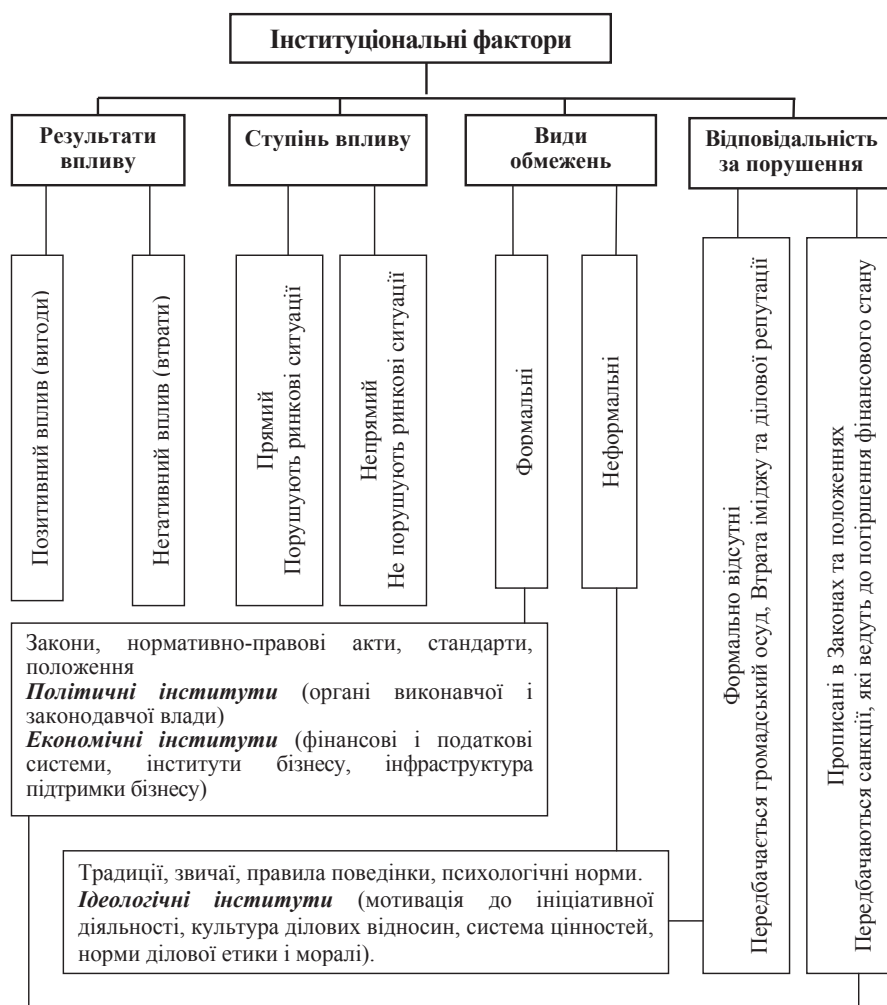 Інституціональні фактори
Результати
впливу
Ступінь впливу
Види
обмежень
Відповідальність
за порушення
Позитивний вплив (вигоди)
Негативний вплив (втрати)
Прямий
Порушують ринкові ситуації
Непрямий
Не порушують ринкові ситуації
Формальні
Неформальні
Формально відсутні
Передбачається громадський осуд, Втрата іміджу та ділової репутації
Прописані в Законах та положеннях
Передбачаються санкції, які ведуть до погіршення фінансового стану
Закони, нормативно-правові акти, стандарти,
положення
Політичні інститути (органі виконавчої і
законодавчої влади)
Економічні інститути (фінансові і податкові
системи, інститути бізнесу, інфраструктура
підтримки бізнесу)
Традиції, звичаї, правила поведінки, психологічні норми.
Ідеологічні інститути (мотивація до ініціативної
діяльності, культура ділових відносин, система цінностей,
норми ділової етики і моралі).